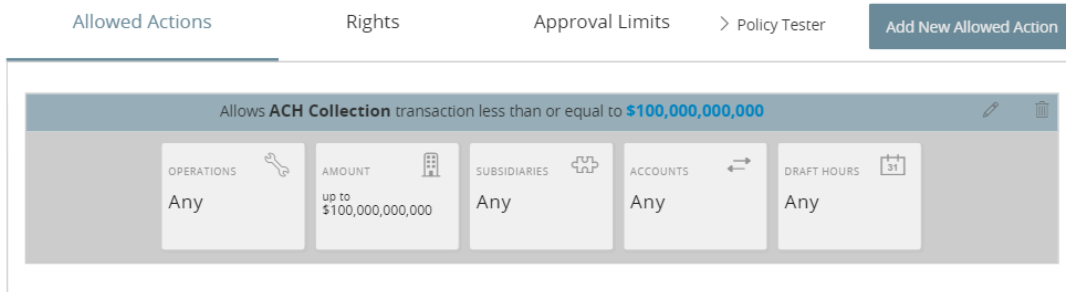 Allowed Actions Rights Approval Limits > Policy Tester Add New Allowed Action
Allows ACH Collection transaction less than or equal to $100,000,000,000
OPERATIONS AMOUNT SUBSIDIARIES ACCOUNTS DRAFT HOURS 31
Any up to Any Any Any
$100,000,000,000